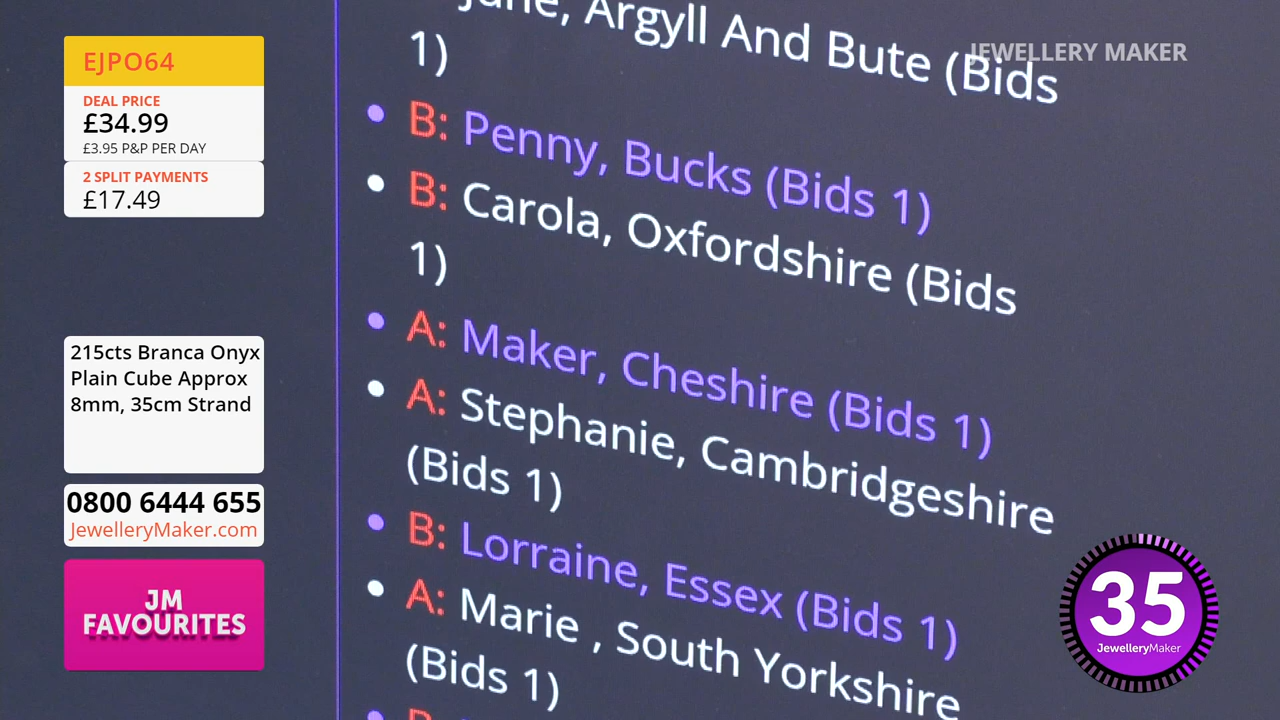 EJPO64
DEAL PRICE
£34.99
£3.95 P&P PER DAY
2 SPLIT PAYMENTS
£17.49
215cts Branca Onyx
Plain Cube Approx
8mm, 35cm Strand
0800 6444 655
JewelleryMaker.com
JM
FAVOURITES
JEWELLERY MAKER
Argyll And Bute (Bids
1)
B: Penny, Bucks (Bids 1)
B: Carola, Oxfordshire (Bids
1)
A: Maker, Cheshire (Bids 1)
A: Stephanie, Cambridgeshire
(Bids 1)
B: Lorraine, Essex (Bids 1)
A: Marie , South Yorkshire
(Bids 1)
35
JewelleryMaker